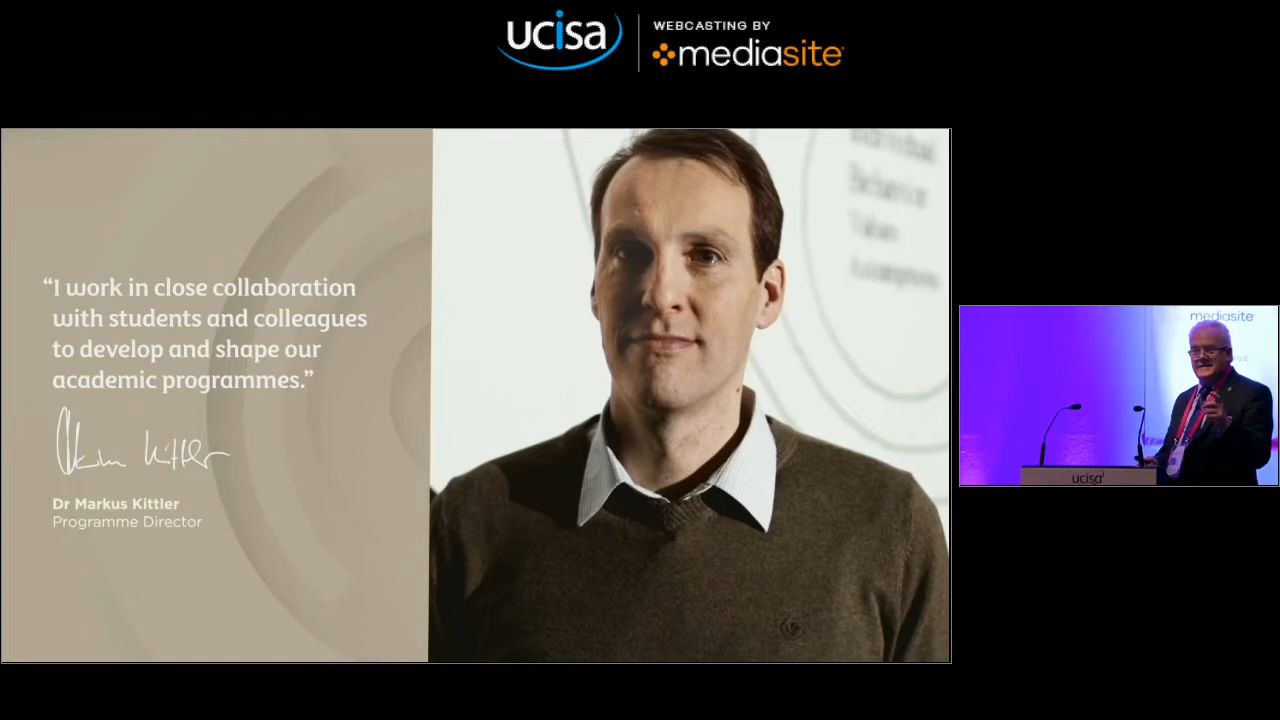 ucisa
WEBCASTING BY
mediasite
“I work in close collaboration
with students and colleagues
to develop and shape our
academic programmes.”
Dr Markus Kittler
Programme Director
mediasite
ucisa